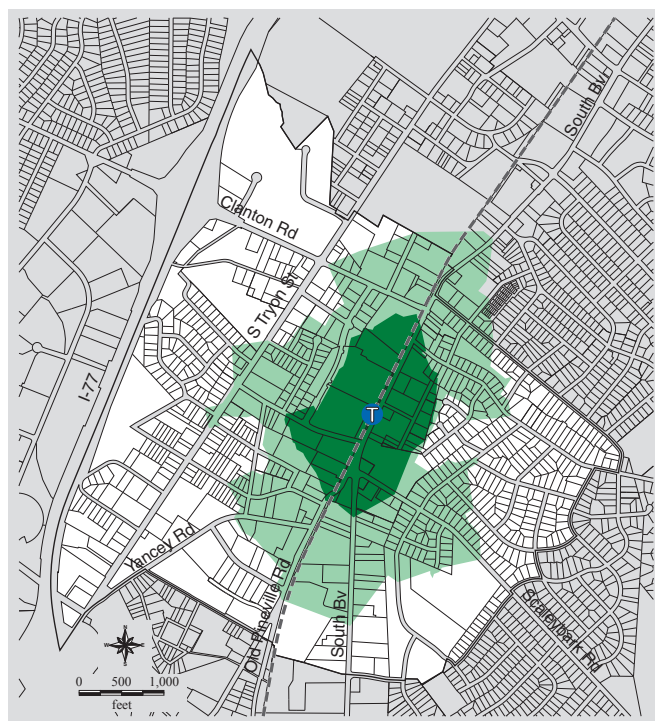 South Bv
Clanton Rd
S Tryon St
I-77
T
Yancey Rd
Old Pineville Rd
South Bv
Scaleybark Rd
N
W
E
S
0 500 1,000
feet